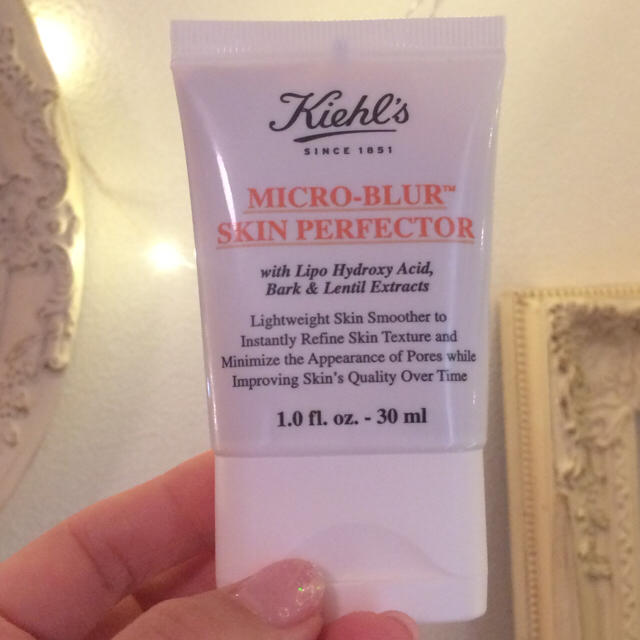 Kiehl's
SINCE 1851
MICRO-BLUR™
SKIN PERFECTOR
with Lipo Hydroxy Acid,
Bark & Lentil Extracts
Lightweight Skin Smoother to
Instantly Refine Skin Texture and
Minimize the Appearance of Pores while
Improving Skin's Quality Over Time
1.0 fl. oz. - 30 ml